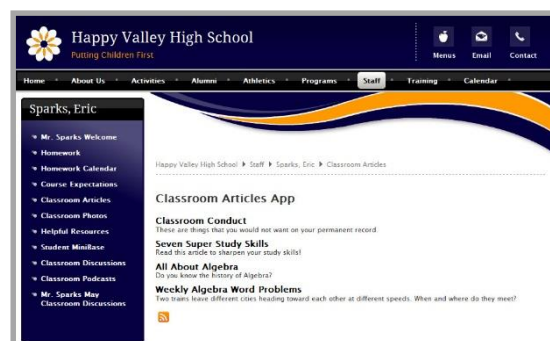 Happy Valley High School
Putting Children First
Menus Email Contact
Home About Us Activities Alumni Athletics Programs Staff Training Calendar
Sparks, Eric
Mr. Sparks Welcome
Homework
Homework Calendar
Course Expectations
Classroom Articles
Classroom Photos
Helpful Resources
Student MiniBase
Classroom Discussions
Classroom Podcasts
Mr. Sparks May
Classroom Discussions
Happy Valley High School Staff Sparks, Eric Classroom Articles
Classroom Articles App
Classroom Conduct
These are things that you would not want on your permanent record.
Seven Super Study Skills
Read this article to sharpen your study skills!
All About Algebra
Do you know the history of Algebra?
Weekly Algebra Word Problems
Two trains leave different cities heading toward each other at different speeds. When and where do they meet?